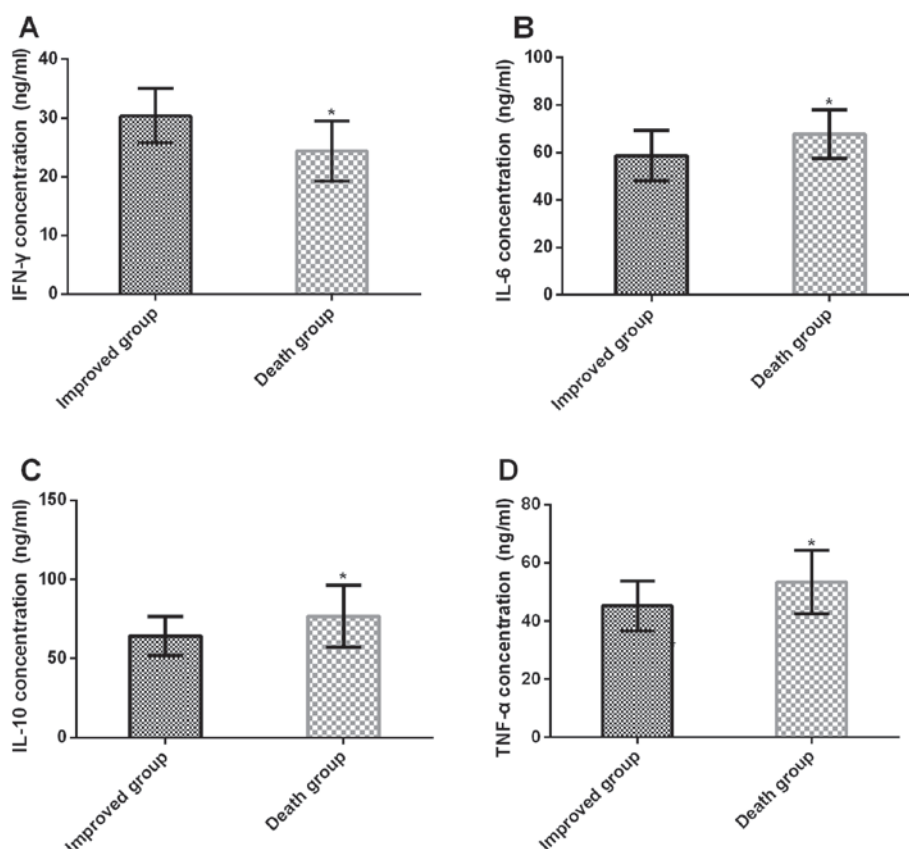 A
IFN-γ concentration (ng/ml)
40
30
20
10
0
*
Improved group
Death group
B
IL-6 concentration (ng/ml)
100
80
60
40
20
0
*
Improved group
Death group
C
IL-10 concentration (ng/ml)
150
100
50
0
*
Improved group
Death group
D
TNF-α concentration (ng/ml)
80
60
40
20
0
*
Improved group
Death group